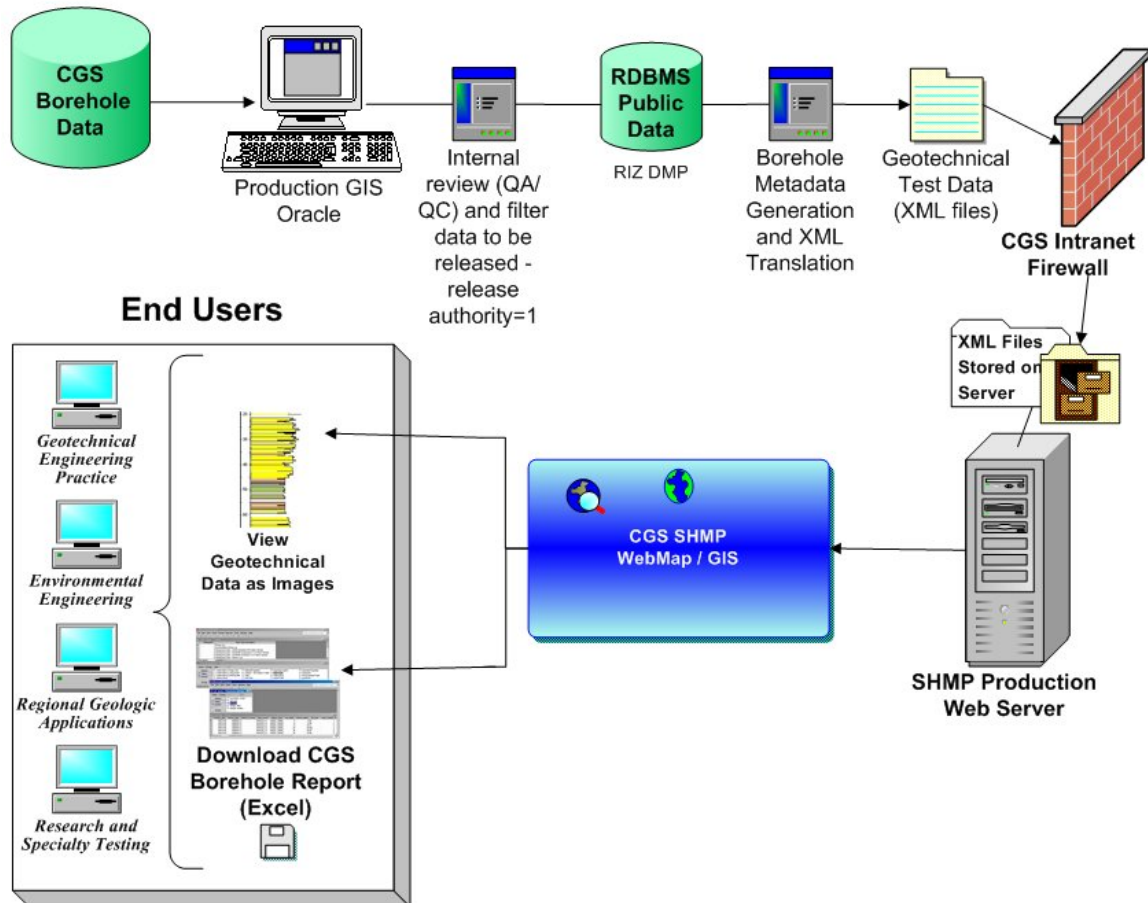 CGS
Borehole
Data
Production GIS
Oracle
Internal
review (QA/
QC) and filter
data to be
released -
release
authority=1
RDBMS
Public
Data
RIZ DMP
Borehole
Metadata
Generation
and XML
Translation
Geotechnical
Test Data
(XML files)
CGS Intranet
Firewall
XML Files
Stored on
Server
SHMP Production
Web Server
CGS SHMP
WebMap / GIS
End Users
Geotechnical
Engineering
Practice
Environmental
Engineering
Regional Geologic
Applications
Research and
Specialty Testing
View
Geotechnical
Data as Images
Download CGS
Borehole Report
(Excel)